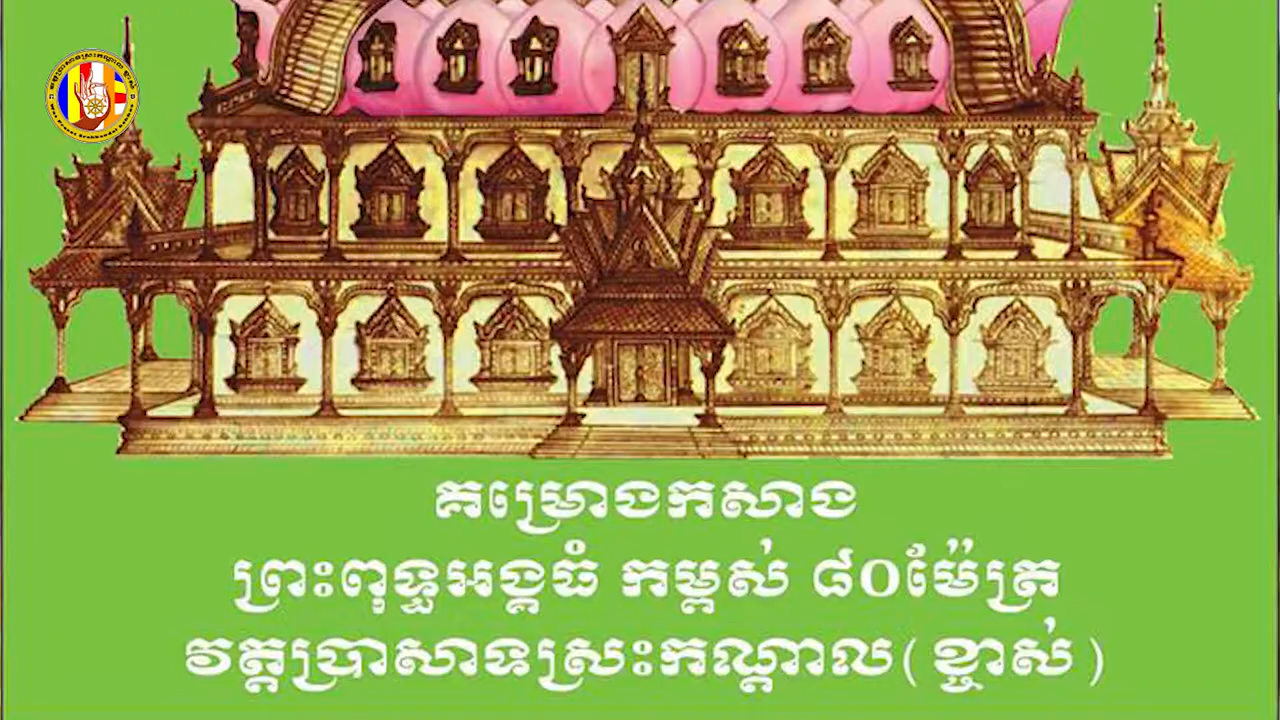 គម្រោងកសាង
ព្រះពុទ្ធអង្គធំ កម្ពស់ ៨០ម៉ែត្រ
វត្តប្រាសាទស្រះកណ្ដាល( ខ្ចាស់ )